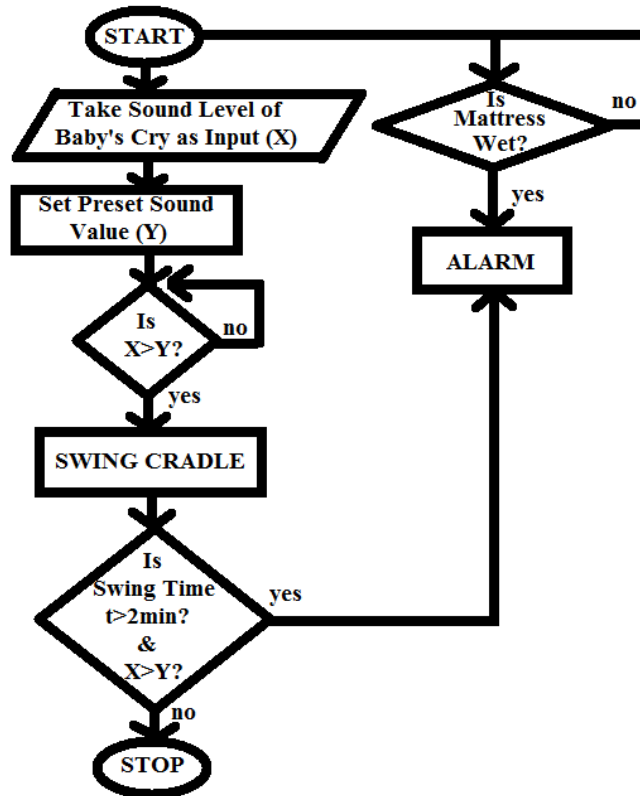 START
Take Sound Level of
Baby's Cry as Input (X)
Set Preset Sound
Value (Y)
Is
X>Y?
no
yes
SWING CRADLE
Is
Swing Time
t>2min?
&
X>Y?
yes
no
STOP
Is
Mattress
Wet?
no
yes
ALARM